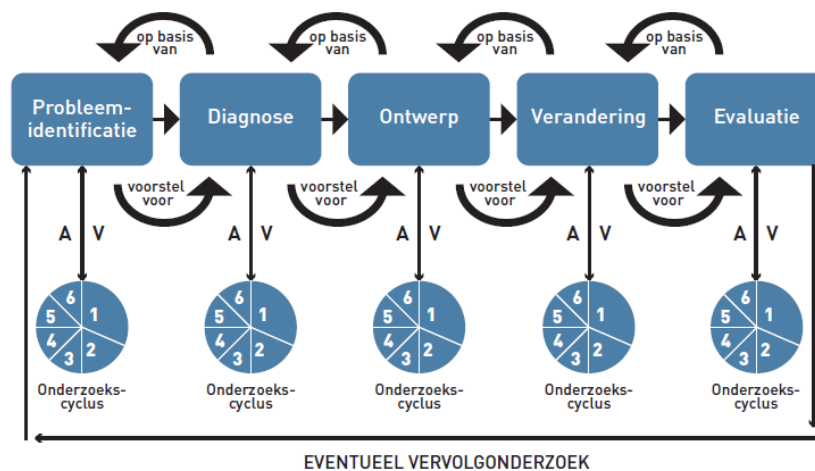 op basis
van
op basis
van
op basis
van
op basis
van
Probleem-
identificatie
Diagnose
Ontwerp
Verandering
Evaluatie
voorstel
voor
voorstel
voor
voorstel
voor
voorstel
voor
A V
A V
A V
A V
A V
6
5 1
4 2
3
6
5 1
4 2
3
6
5 1
4 2
3
6
5 1
4 2
3
6
5 1
4 2
3
Onderzoeks-
cyclus
Onderzoeks-
cyclus
Onderzoeks-
cyclus
Onderzoeks-
cyclus
Onderzoeks-
cyclus
EVENTUEEL VERVOLGONDERZOEK